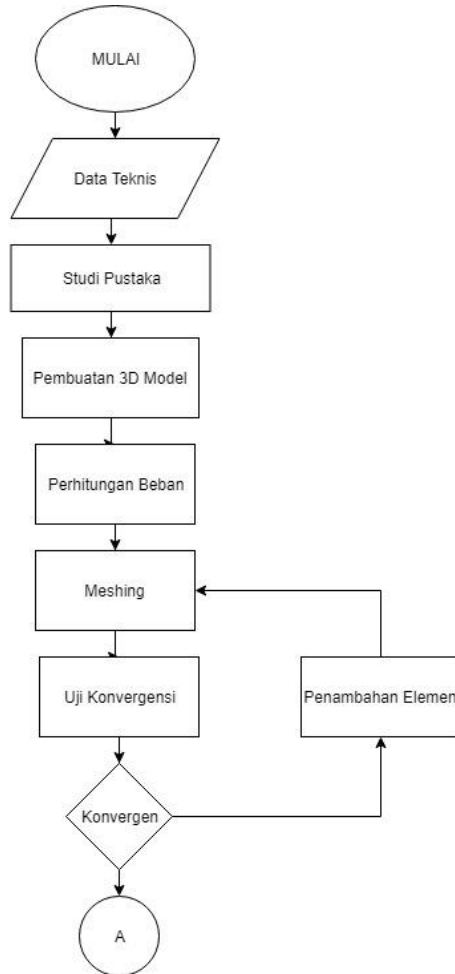 MULAI
Data Teknis
Studi Pustaka
Pembuatan 3D Model
Perhitungan Beban
Meshing
Uji Konvergensi
Penambahan Elemen
Konvergen
A